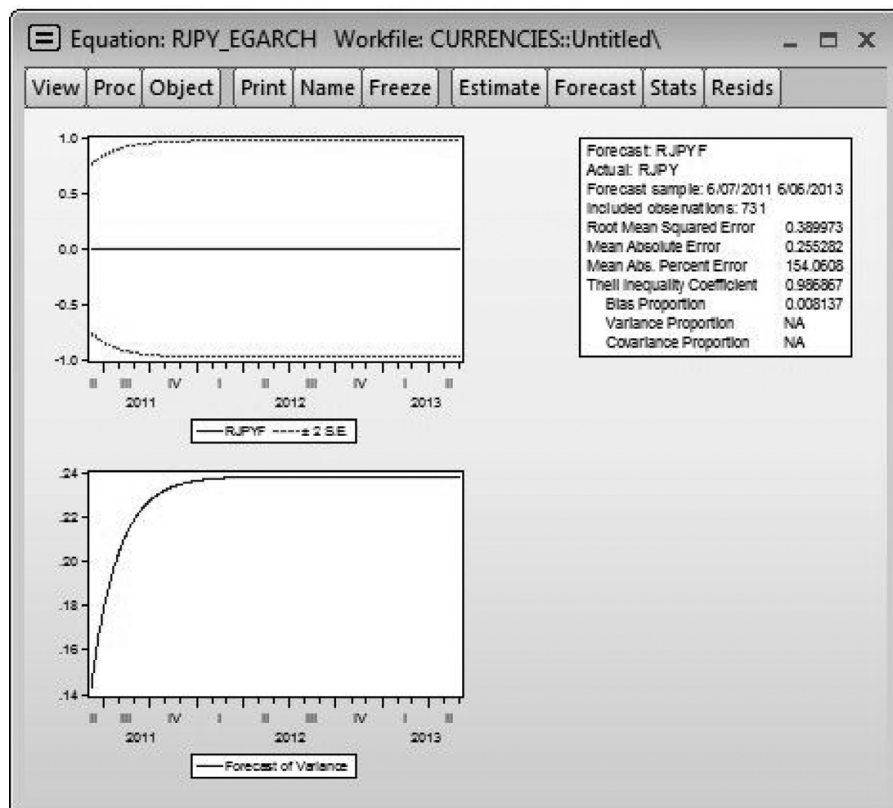 Equation: RJPY_EGARCH Workfile: CURRENCIES::Untitled\
View Proc Object Print Name Freeze Estimate Forecast Stats Resids
1.0
0.5
0.0
-0.5
-1.0
II III IV I II III IV I II
2011 2012 2013
RJPYF ± 2 S.E.
Forecast: RJPYF
Actual: RJPY
Forecast sample: 6/07/2011 6/06/2013
Included observations: 731
Root Mean Squared Error 0.389973
Mean Absolute Error 0.255282
Mean Abs. Percent Error 154.0608
Theil Inequality Coefficient 0.986867
Bias Proportion 0.008137
Variance Proportion NA
Covariance Proportion NA
.24
.22
.20
.18
.16
.14
II III IV I II III IV I II
2011 2012 2013
Forecast of Variance